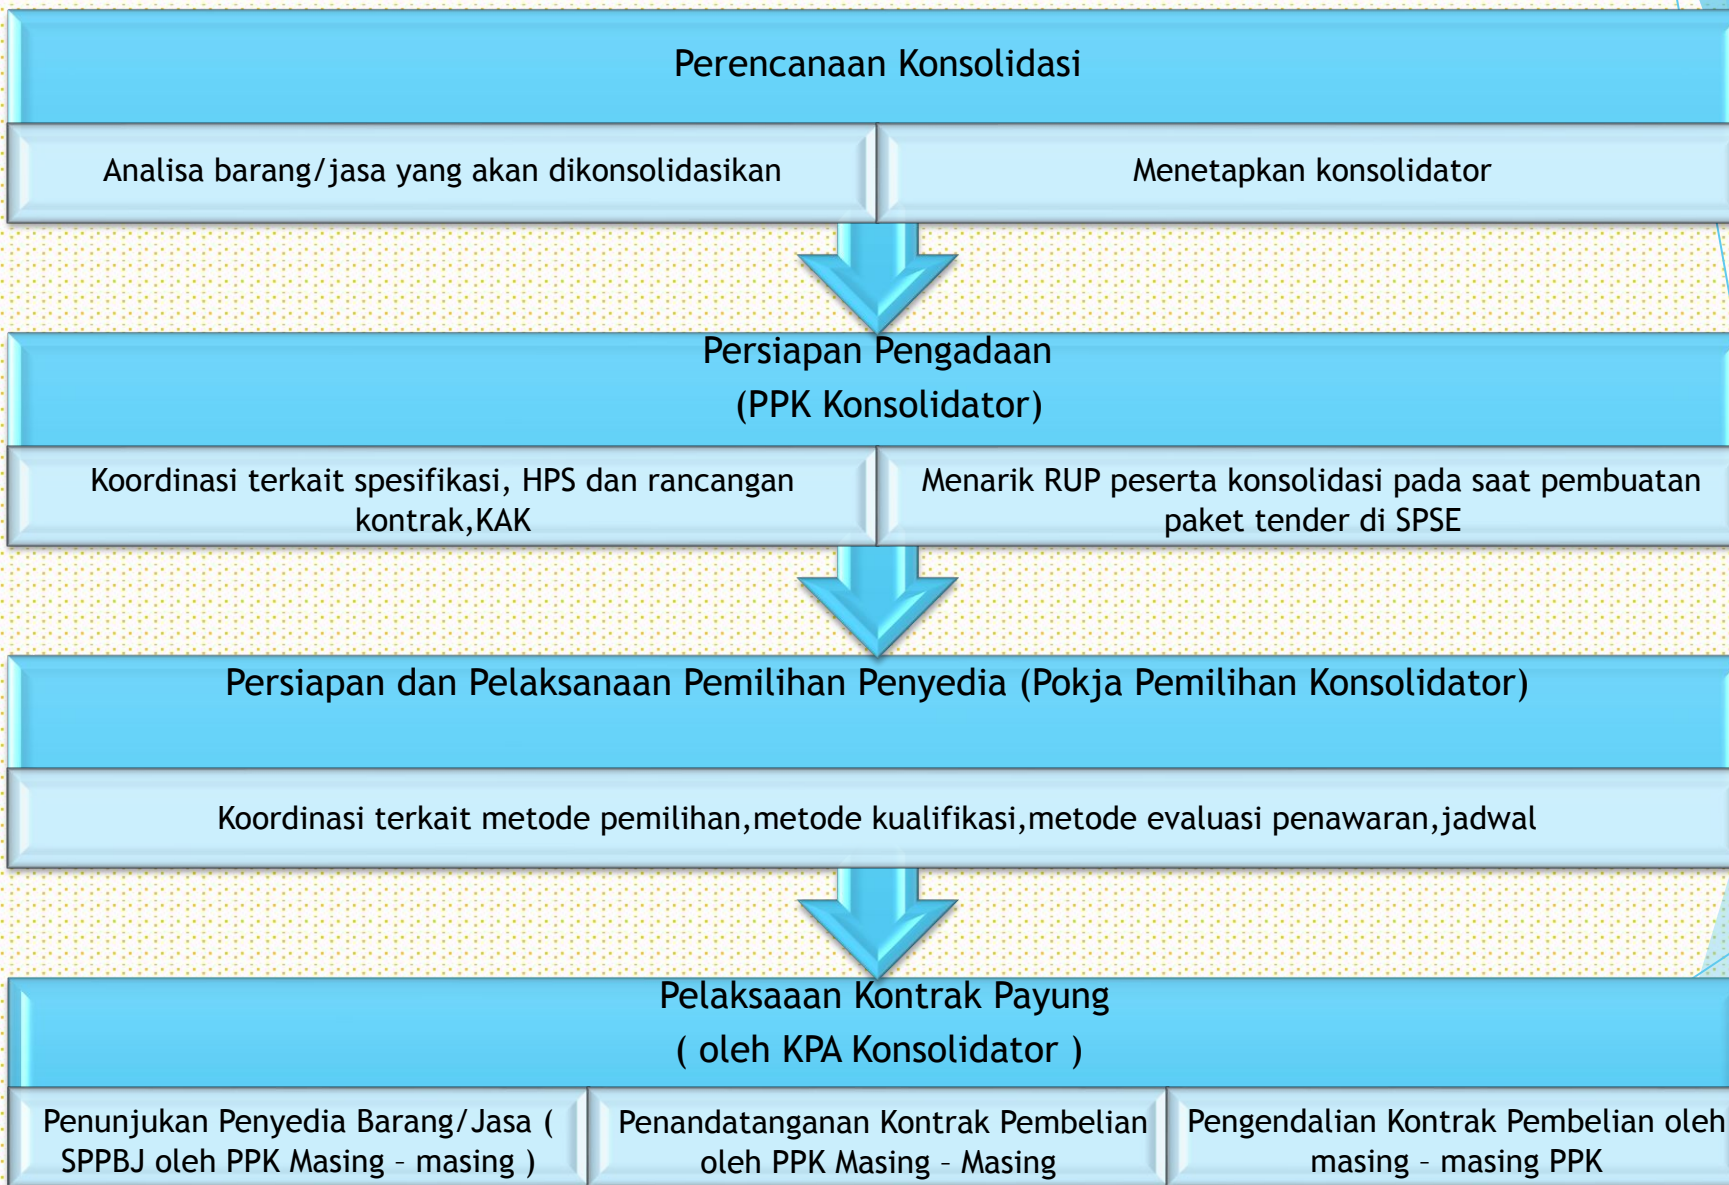 Perencanaan Konsolidasi
Analisa barang/jasa yang akan dikonsolidasikan
Menetapkan konsolidator
Persiapan Pengadaan
(PPK Konsolidator)
Koordinasi terkait spesifikasi, HPS dan rancangan
kontrak,KAK
Menarik RUP peserta konsolidasi pada saat pembuatan
paket tender di SPSE
Persiapan dan Pelaksanaan Pemilihan Penyedia (Pokja Pemilihan Konsolidator)
Koordinasi terkait metode pemilihan,metode kualifikasi,metode evaluasi penawaran,jadwal
Pelaksaaan Kontrak Payung
( oleh KPA Konsolidator )
Penunjukan Penyedia Barang/Jasa (
SPPBJ oleh PPK Masing – masing )
Penandatanganan Kontrak Pembelian
oleh PPK Masing – Masing
Pengendalian Kontrak Pembelian oleh
masing – masing PPK